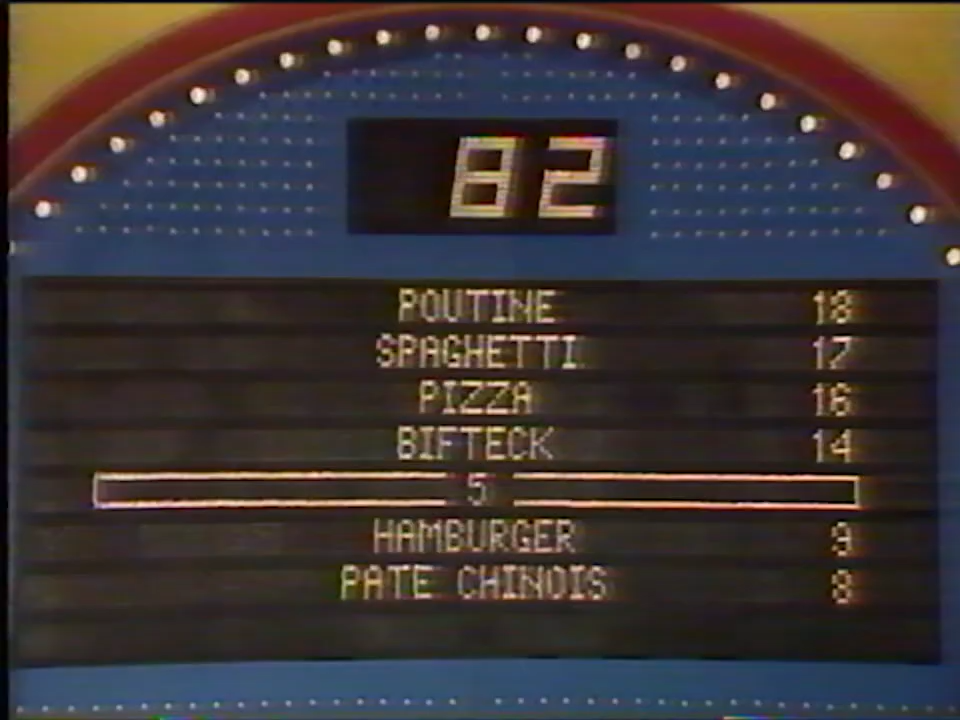 82
POUTINE 18
SPAGHETTI 17
PIZZA 16
BIFTECK 14
5
HAMBURGER 9
PATE CHINOIS 8